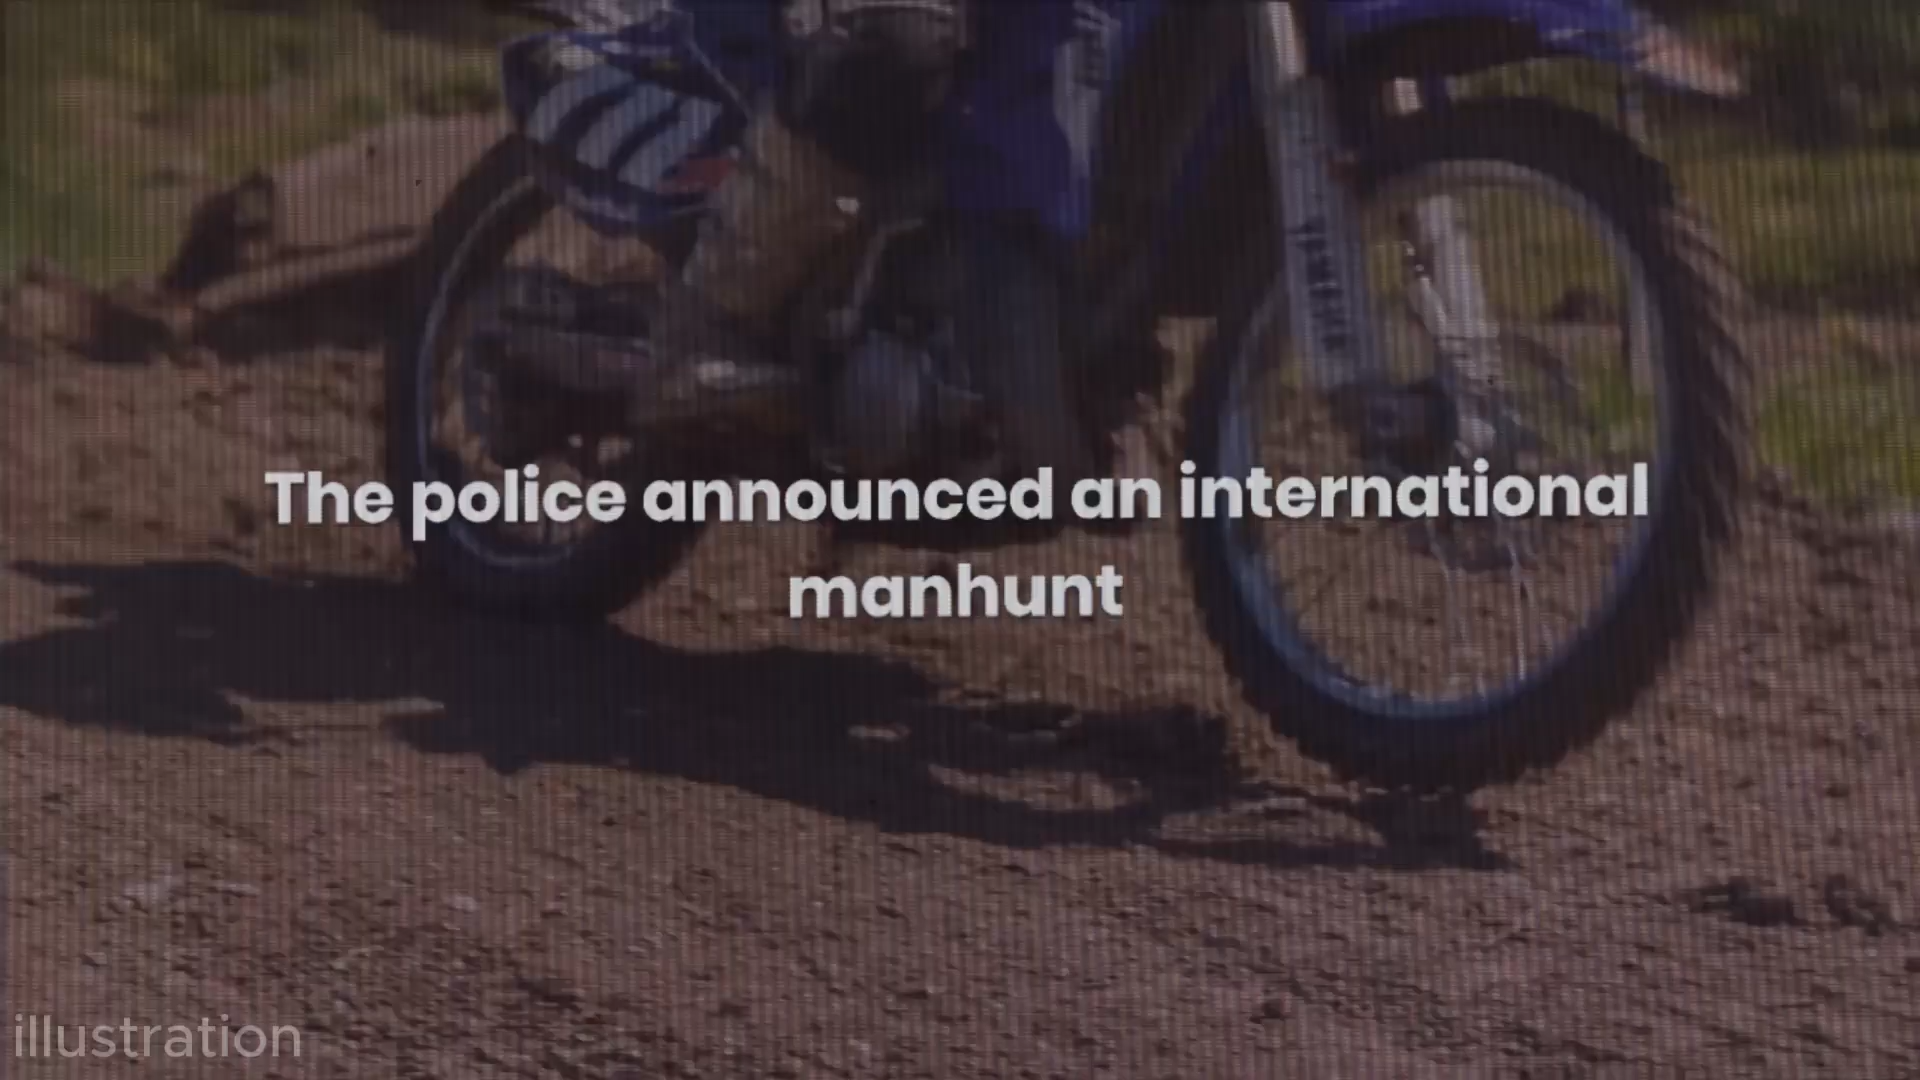 The police announced an international
manhunt
illustration